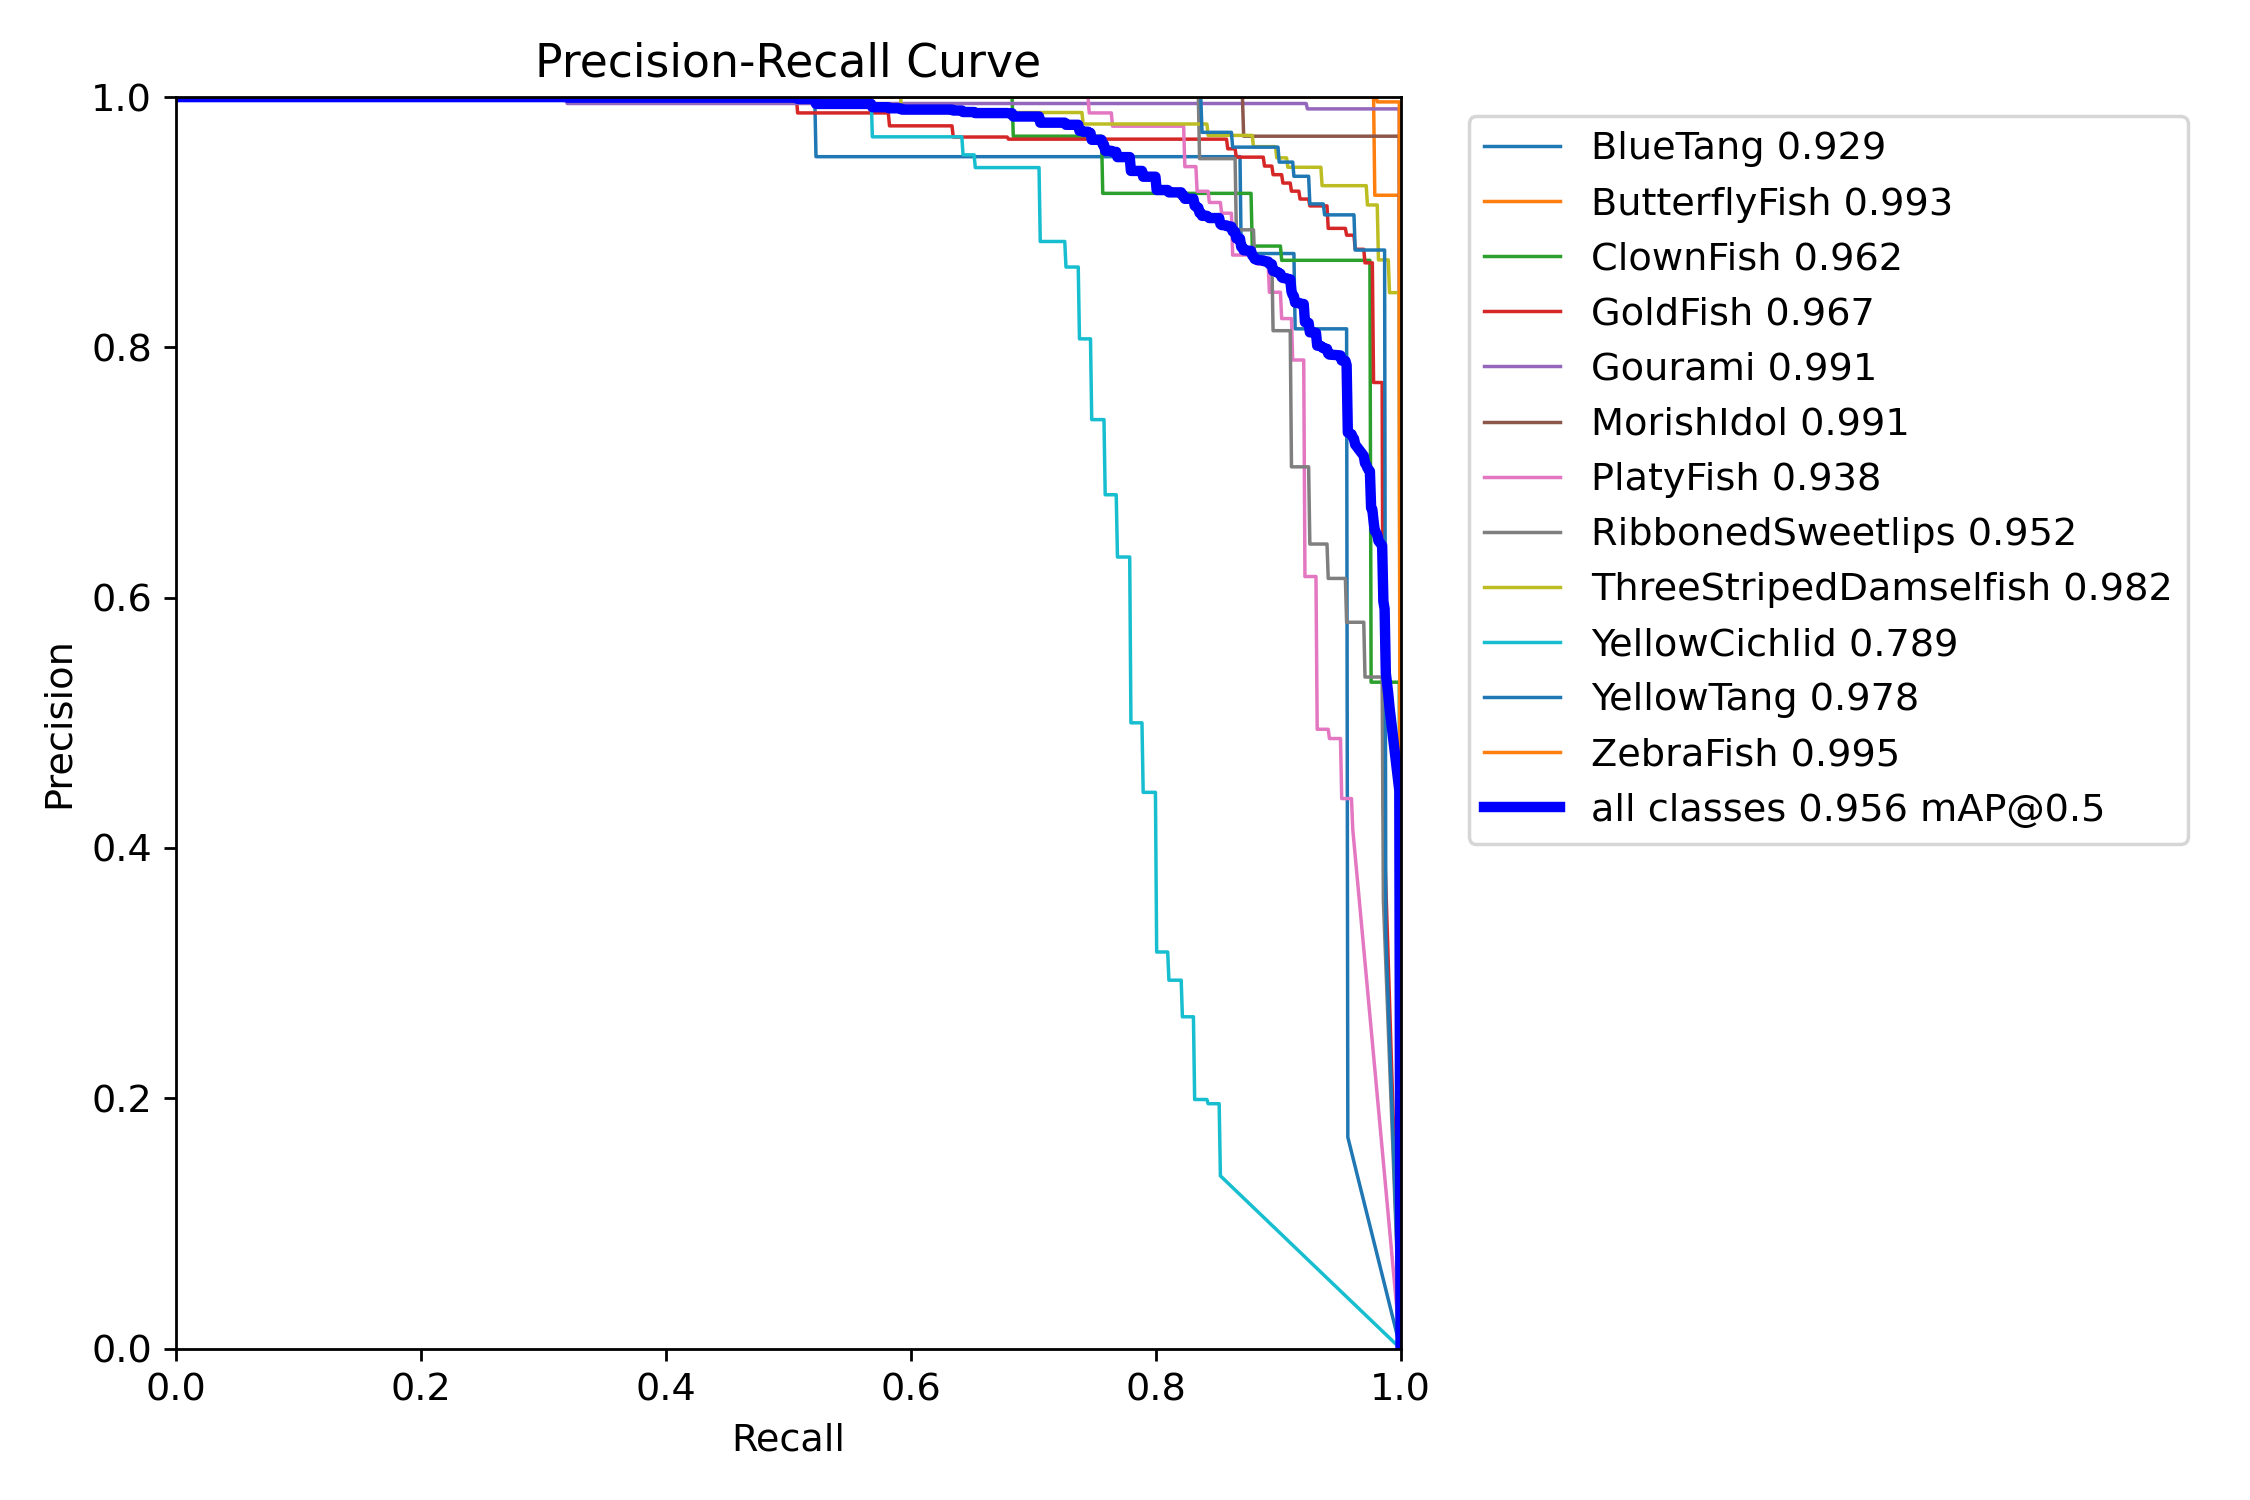 Precision-Recall Curve
1.0
0.8
0.6
0.4
0.2
0.0
Precision
0.0 0.2 0.4 0.6 0.8 1.0
Recall
BlueTang 0.929
ButterflyFish 0.993
ClownFish 0.962
GoldFish 0.967
Gourami 0.991
MorishIdol 0.991
PlatyFish 0.938
RibbonedSweetlips 0.952
ThreeStripedDamselfish 0.982
YellowCichlid 0.789
YellowTang 0.978
ZebraFish 0.995
all classes 0.956 mAP@0.5